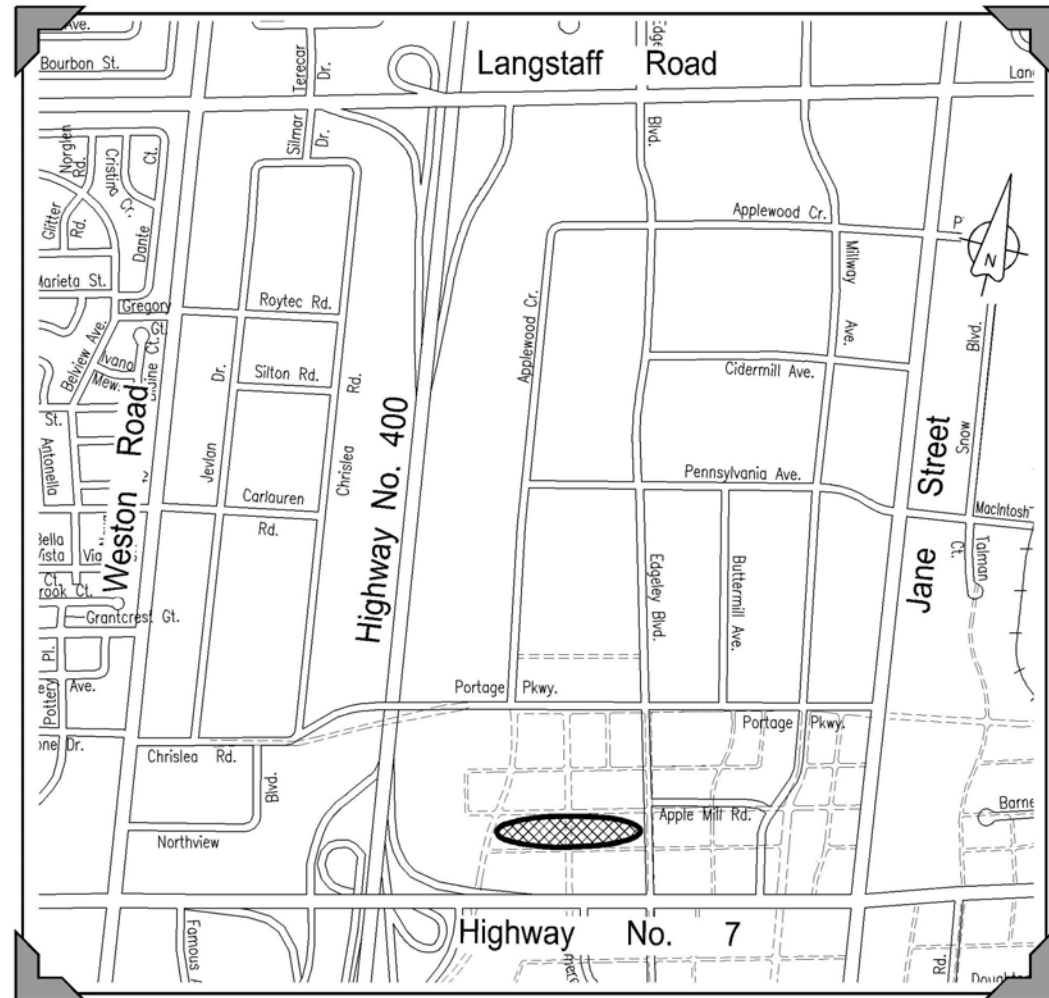 Ave.
Bourbon St.
Terecar
Dr.
Langstaff Road
Silmar
Dr.
Blvd.
Norglen
Rd.
Cristina Cr.
Ct.
Glitter
Rd.
Dante
Applewood Cr.
Millway
Ave.
N
Marieta St.
Gregory
Gt.
Roytec Rd.
Applewood Cr.
Blvd.
Snow
Belview Ave.
Ivana
Mew.
Dr.
Jevlan
Silton Rd.
Rd.
Chrislea
Cidermill Ave.
St.
Antonella
Weston Road
Highway No. 400
Jane Street
Pennsylvania Ave.
Carlauren
Rd.
MacIntosh
Talman
Ct.
Bella
Vista
Via
Ct.
Edgeley Blvd.
Buttermill Ave.
Grantcrest Gt.
Pl.
Pottery
Ave.
Portage Pkwy.
Portage Pkwy.
Dr.
Chrislea Rd.
Blvd.
Northview
Apple Mill Rd.
Barne
Highway No. 7
Famous
Rd.